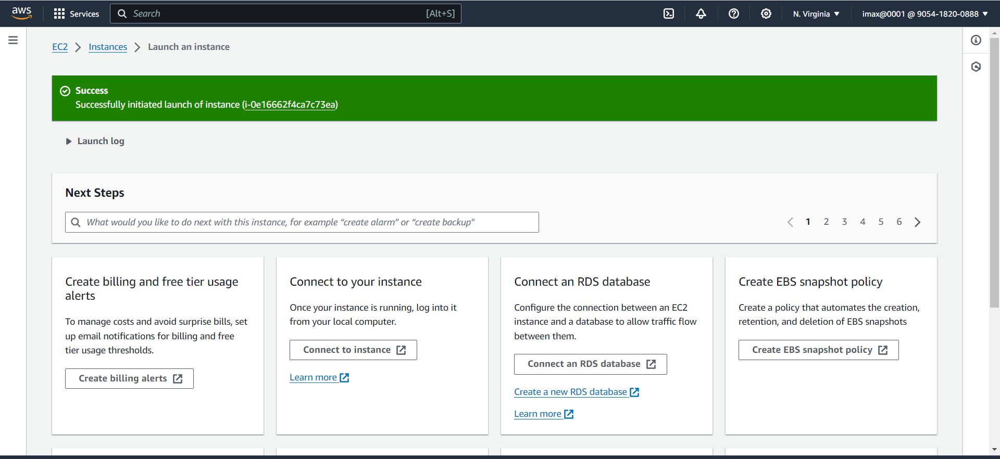 aws
Services
Search
[Alt+S]
N. Virginia
imax@0001 @ 9054-1820-0888
EC2
Instances
Launch an instance
Success
Successfully initiated launch of instance (i-0e16662f4ca7c73ea)
Launch log
Next Steps
What would you like to do next with this instance, for example “create alarm” or “create backup"
1 2 3 4 5 6
Create billing and free tier usage
alerts
To manage costs and avoid surprise bills, set
up email notifications for billing and free
tier usage thresholds.
Create billing alerts
Connect to your instance
Once your instance is running, log into it
from your local computer.
Connect to instance
Learn more
Connect an RDS database
Configure the connection between an EC2
instance and a database to allow traffic flow
between them.
Connect an RDS database
Create a new RDS database
Learn more
Create EBS snapshot policy
Create a policy that automates the creation,
retention, and deletion of EBS snapshots
Create EBS snapshot policy